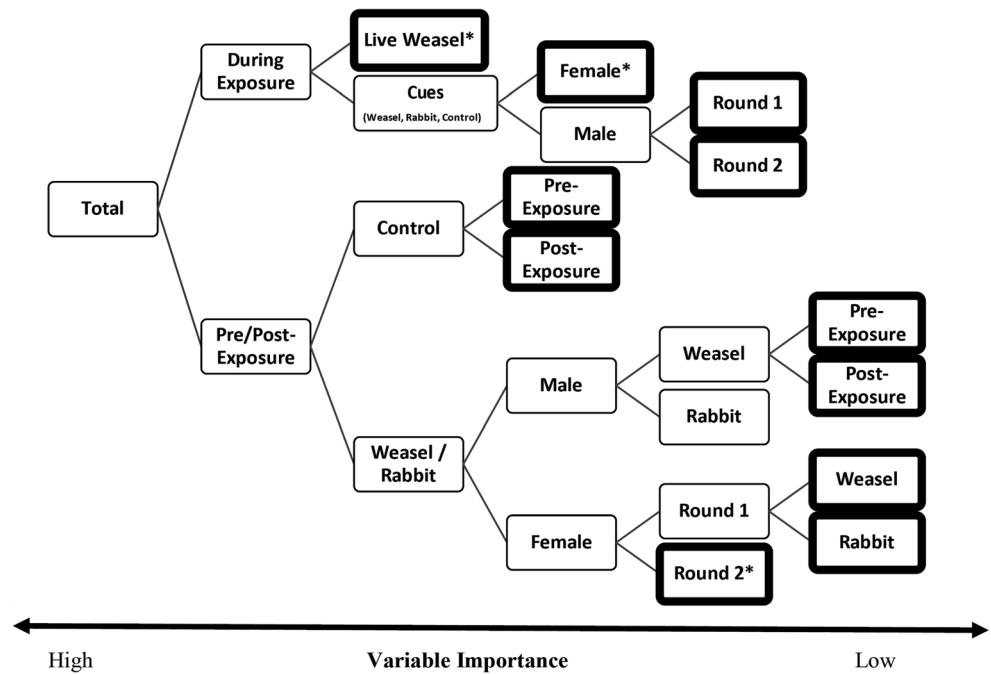 Live Weasel*
During
Exposure
Female*
Cues
(Weasel, Rabbit, Control)
Round 1
Male
Round 2
Total
Pre-
Exposure
Control
Post-
Exposure
Pre/Post-
Exposure
Pre-
Exposure
Weasel
Male
Post-
Exposure
Rabbit
Weasel /
Rabbit
Weasel
Round 1
Female
Rabbit
Round 2*
High
Variable Importance
Low